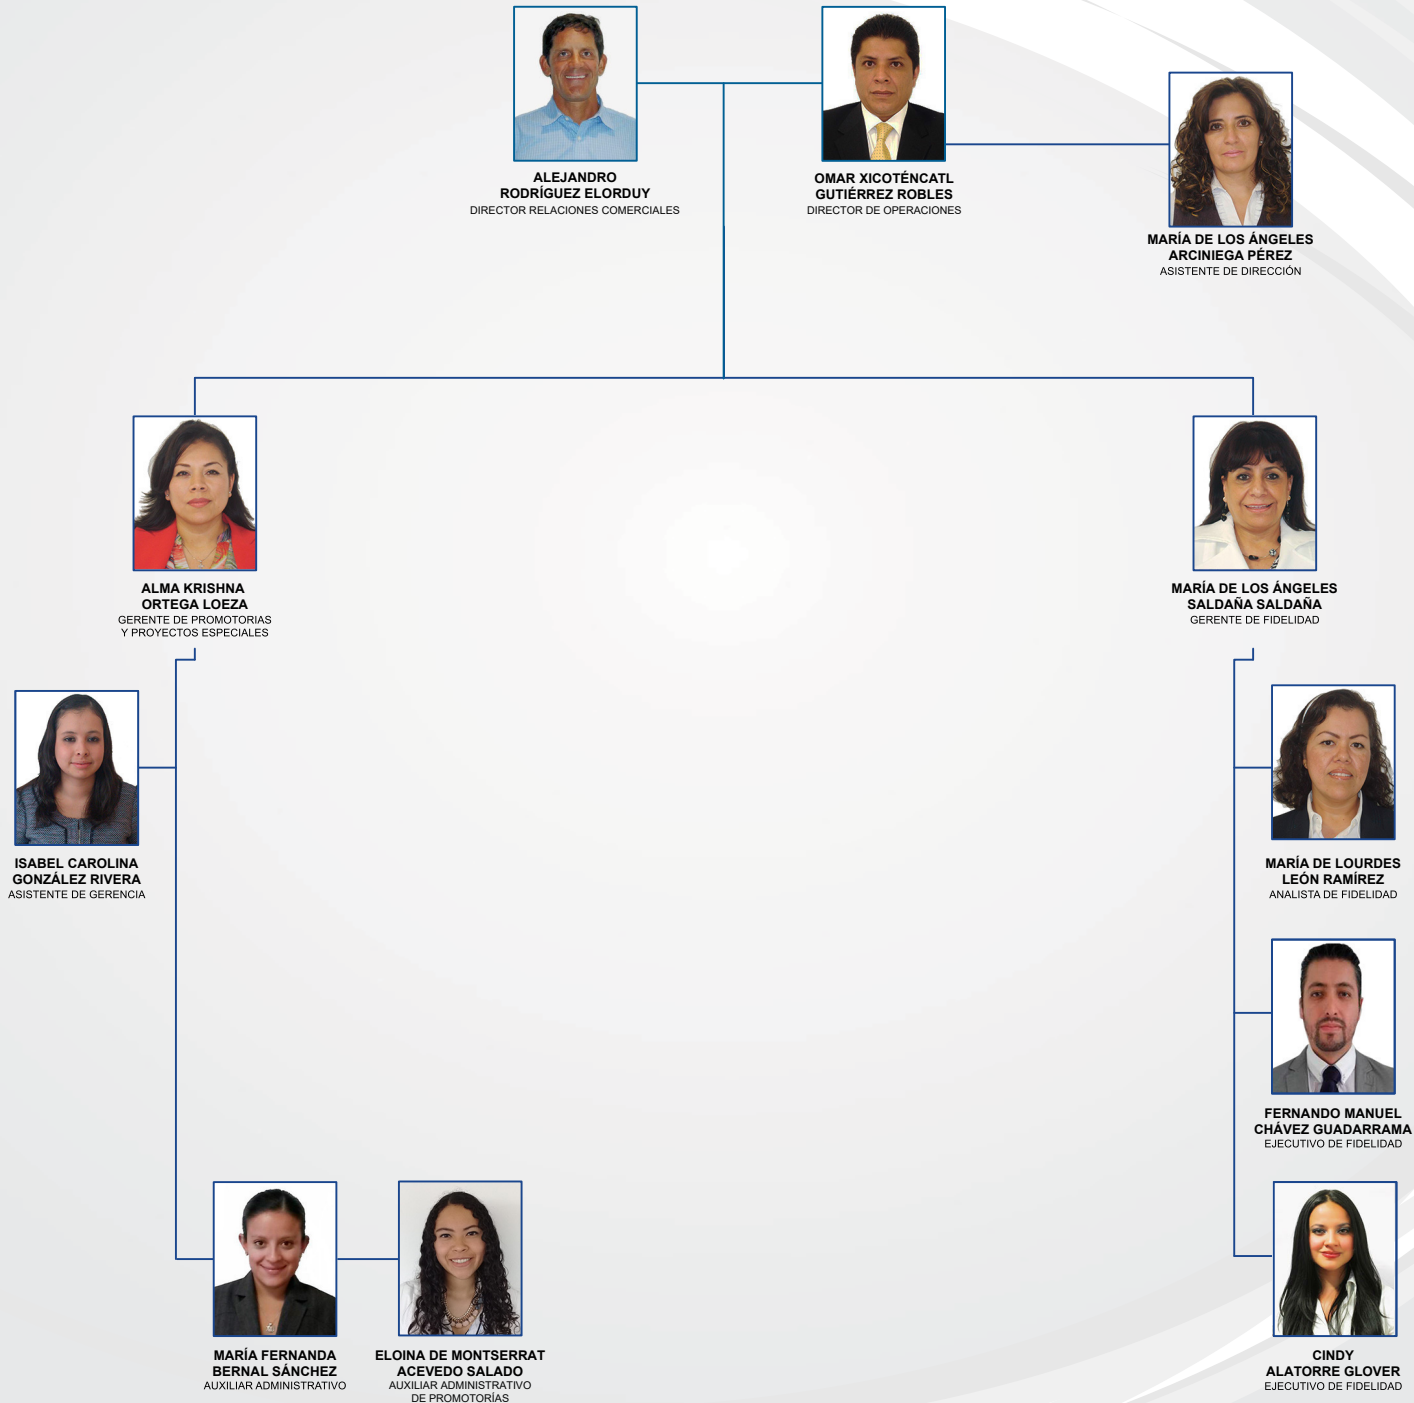 ALEJANDRO
RODRÍGUEZ ELORDUY
DIRECTOR RELACIONES COMERCIALES
OMAR XICOTÉNCATL
GUTIÉRREZ ROBLES
DIRECTOR DE OPERACIONES
MARÍA DE LOS ÁNGELES
ARCINIEGA PÉREZ
ASISTENTE DE DIRECCIÓN
ALMA KRISHNA
ORTEGA LOEZA
GERENTE DE PROMOTORIAS
Y PROYECTOS ESPECIALES
MARÍA DE LOS ÁNGELES
SALDAÑA SALDAÑA
GERENTE DE FIDELIDAD
ISABEL CAROLINA
GONZÁLEZ RIVERA
ASISTENTE DE GERENCIA
MARÍA DE LOURDES
LEÓN RAMÍREZ
ANALISTA DE FIDELIDAD
FERNANDO MANUEL
CHÁVEZ GUADARRAMA
EJECUTIVO DE FIDELIDAD
MARÍA FERNANDA
BERNAL SÁNCHEZ
AUXILIAR ADMINISTRATIVO
ELOINA DE MONTSERRAT
ACEVEDO SALADO
AUXILIAR ADMINISTRATIVO
DE PROMOTORÍAS
CINDY
ALATORRE GLOVER
EJECUTIVO DE FIDELIDAD